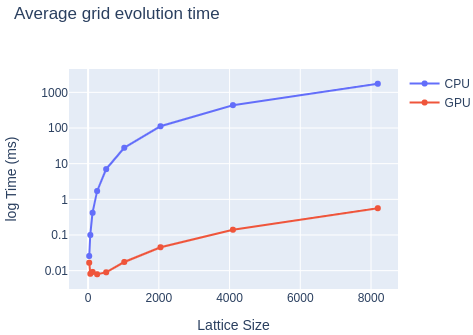 Average grid evolution time
CPU
GPU
log Time (ms)
1000
100
10
1
0.1
0.01
0
2000
4000
6000
8000
Lattice Size